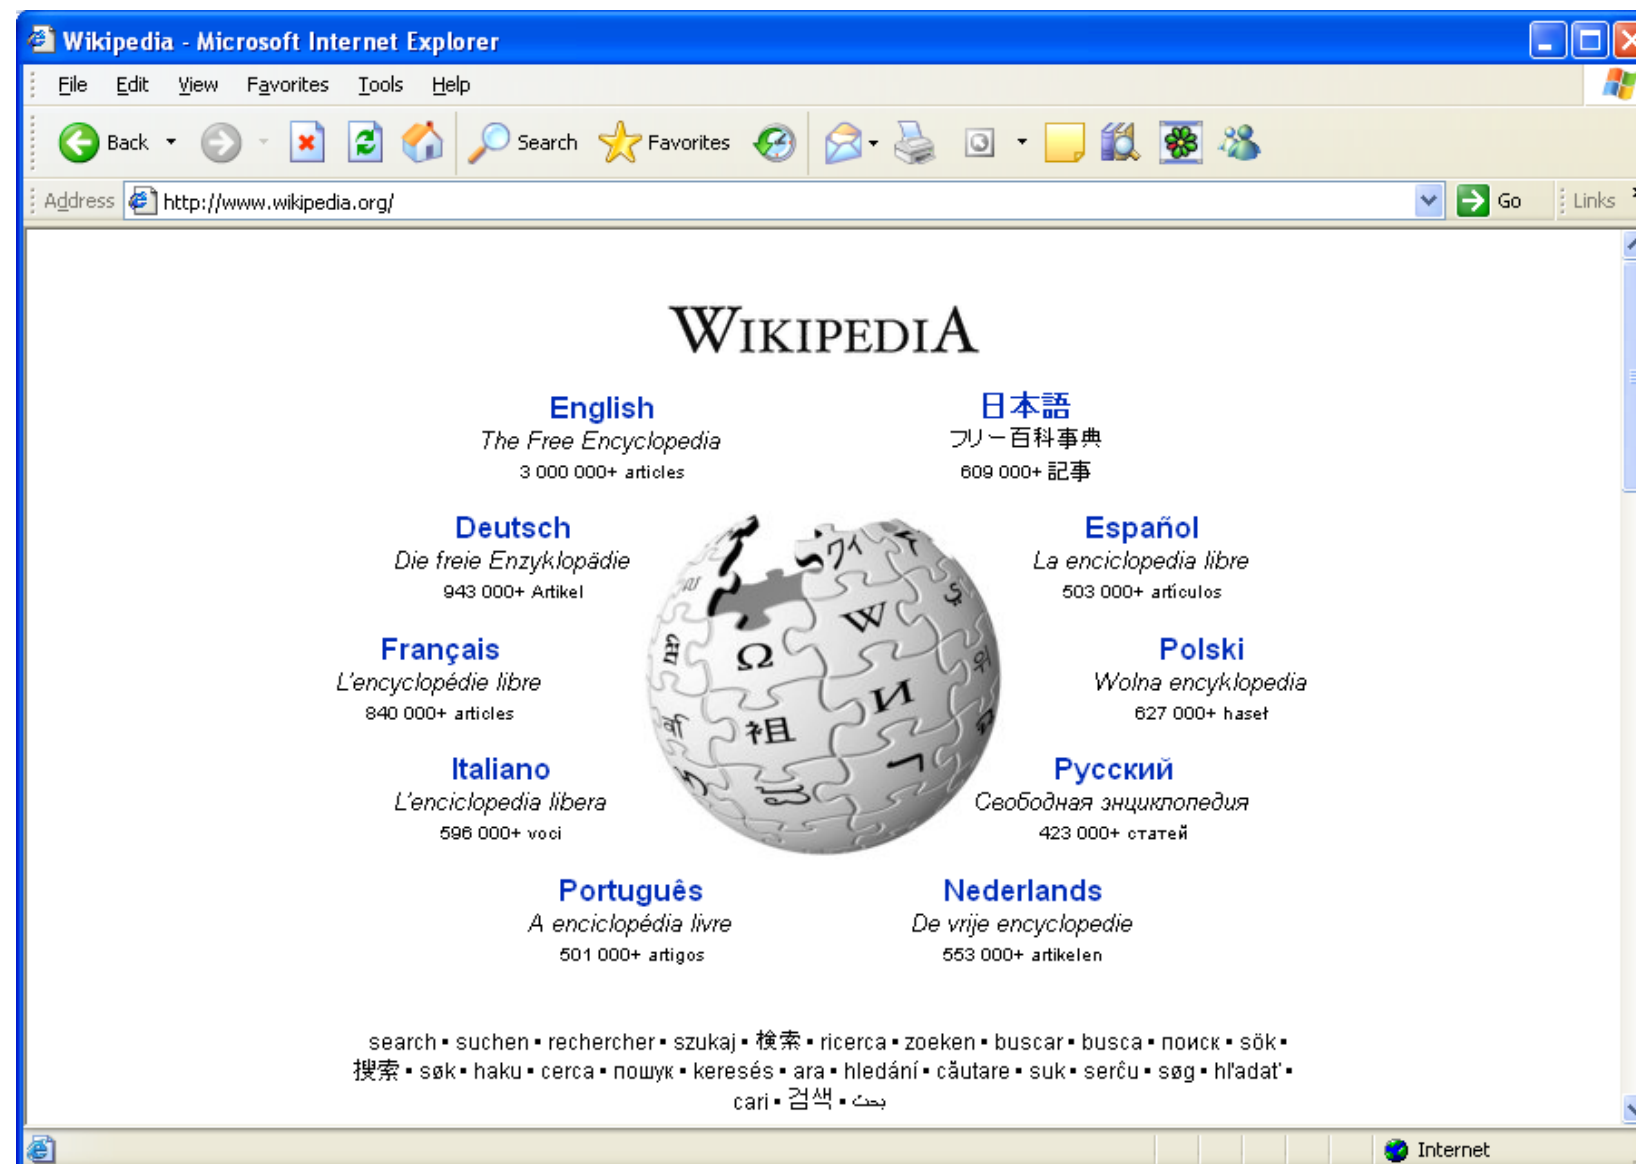 Wikipedia - Microsoft Internet Explorer
File Edit View Favorites Tools Help
Back Search Favorites
Address http://www.wikipedia.org/ Go Links
WIKIPEDIA
English 日本語
The Free Encyclopedia フリー百科事典
3 000 000+ articles 609 000+ 記事
Deutsch Español
Die freie Enzyklopädie La enciclopedia libre
943 000+ Artikel 503 000+ artículos
Français Polski
L'encyclopédie libre Wolna encyklopedia
840 000+ articles 627 000+ haseł
Italiano Русский
L'enciclopedia libera Свободная энциклопедия
596 000+ voci 423 000+ статей
Português Nederlands
A enciclopédia livre De vrije encyclopedie
501 000+ artigos 553 000+ artikelen
Ω W И 祖 ワィ
search • suchen • rechercher • szukaj • 検索 • ricerca • zoeken • buscar • busca • поиск • sök •
搜索 • søk • haku • cerca • пошук • keresés • ara • hledání • căutare • suk • serĉu • søg • hľadať •
cari • 검색 • بحث
Internet